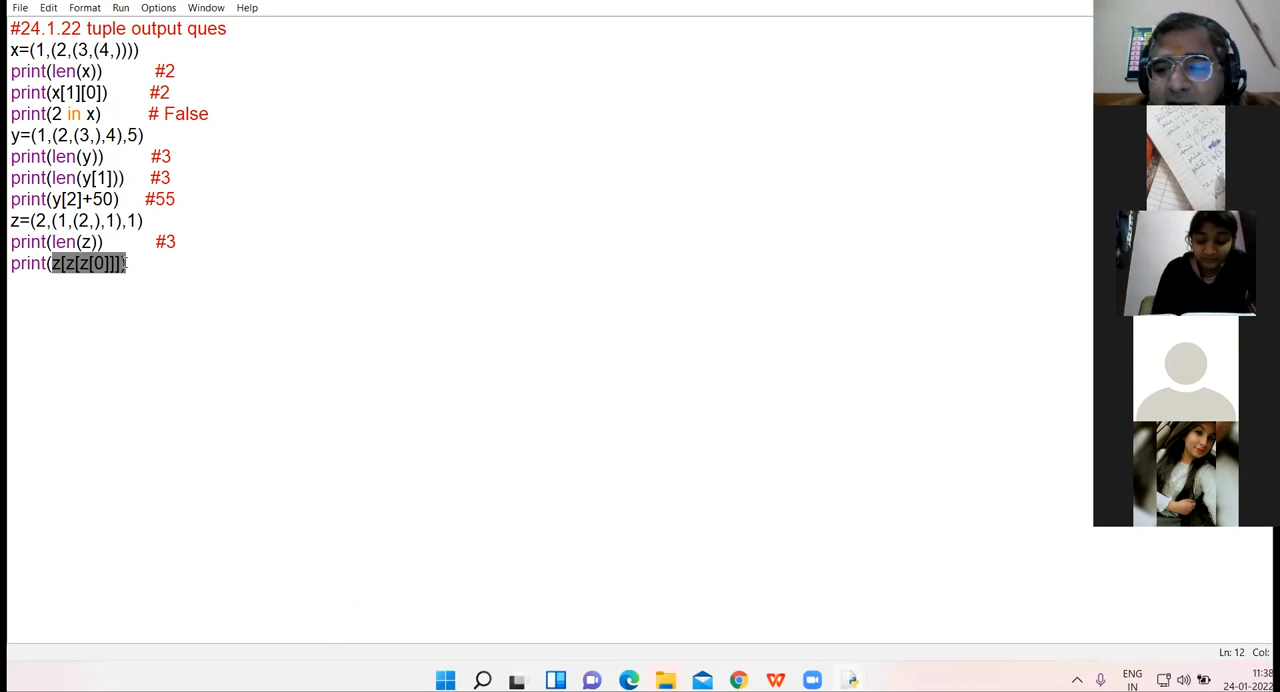 File Edit Format Run Options Window Help
#24.1.22 tuple output ques
x=(1,(2,(3,(4,))))
print(len(x)) #2
print(x[1][0]) #2
print(2 in x) # False
y=(1,(2,(3,),4),5)
print(len(y)) #3
print(len(y[1])) #3
print(y[2]+50) #55
z=(2,(1,(2,),1),1)
print(len(z)) #3
print(z[z[z[0]]])
Ln: 12 Col:
ENG
IN
11:38
24-01-2022